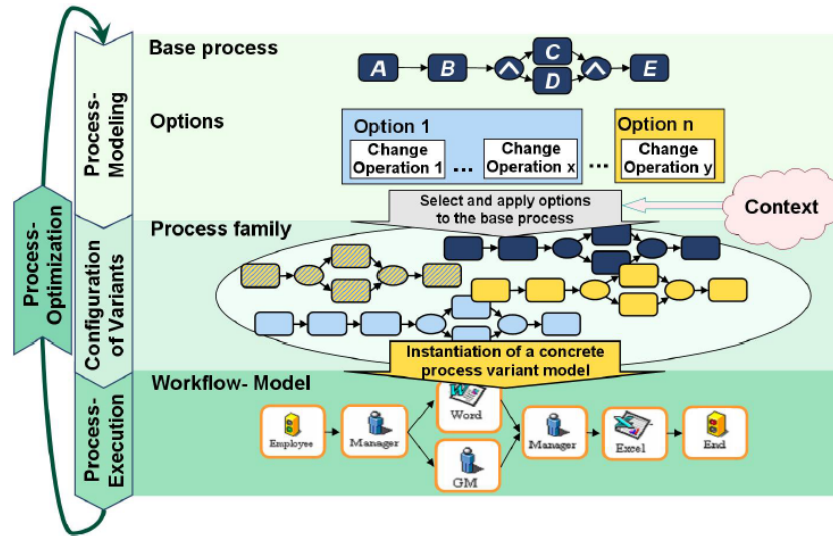 Base process
A
B
C
D
E
Process-
Modeling
Options
Option 1
Change
Operation 1
...
Change
Operation x
...
Option n
Change
Operation y
Select and apply options
to the base process
Context
Process-
Optimization
Process family
Configuration
of Variants
Instantiation of a concrete
process variant model
Workflow- Model
Process-
Execution
Employee
Manager
Word
GM
Manager
Excel
End